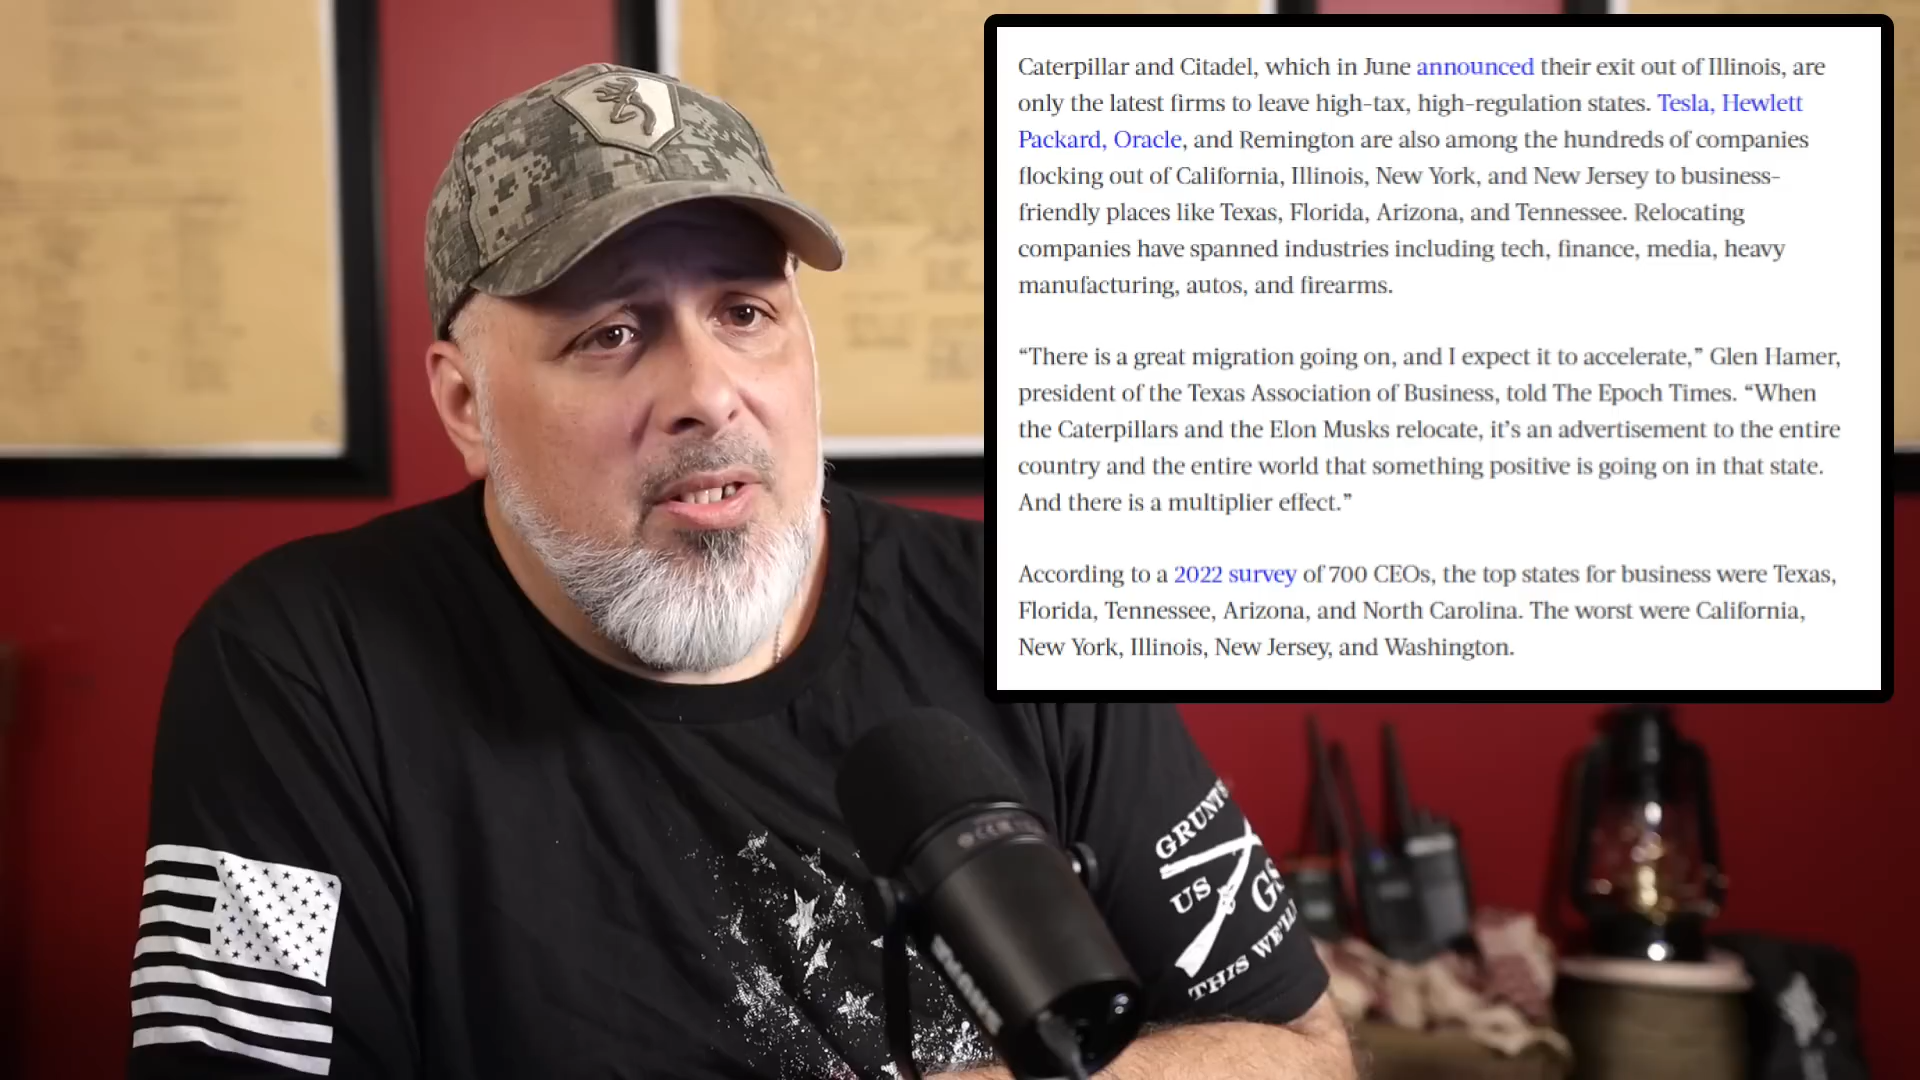 Caterpillar and Citadel, which in June announced their exit out of Illinois, are
only the latest firms to leave high-tax, high-regulation states. Tesla, Hewlett
Packard, Oracle, and Remington are also among the hundreds of companies
flocking out of California, Illinois, New York, and New Jersey to business-
friendly places like Texas, Florida, Arizona, and Tennessee. Relocating
companies have spanned industries including tech, finance, media, heavy
manufacturing, autos, and firearms.
“There is a great migration going on, and I expect it to accelerate,” Glen Hamer,
president of the Texas Association of Business, told The Epoch Times. “When
the Caterpillars and the Elon Musks relocate, it’s an advertisement to the entire
country and the entire world that something positive is going on in that state.
And there is a multiplier effect.”
According to a 2022 survey of 700 CEOs, the top states for business were Texas,
Florida, Tennessee, Arizona, and North Carolina. The worst were California,
New York, Illinois, New Jersey, and Washington.
GRUNTS
US
GS
THIS WE'LL